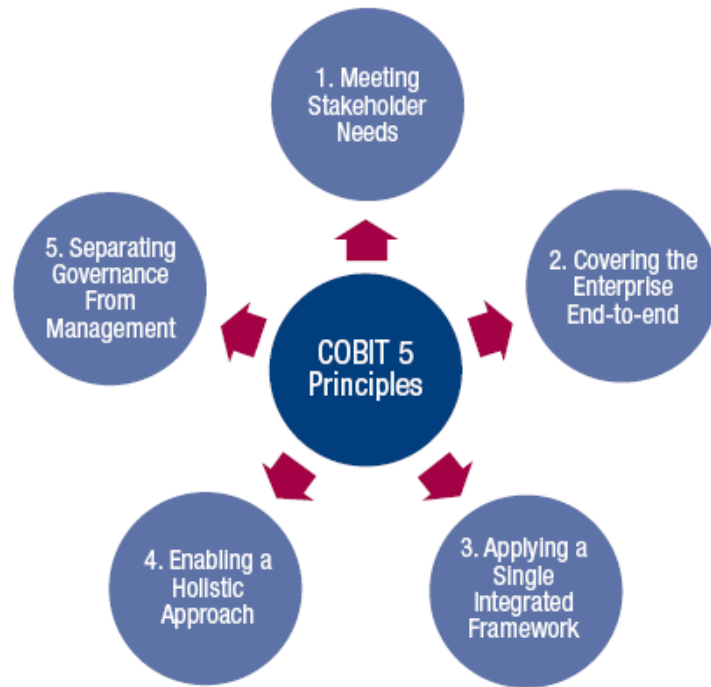 1. Meeting
Stakeholder
Needs
2. Covering the
Enterprise
End-to-end
3. Applying a
Single
Integrated
Framework
4. Enabling a
Holistic
Approach
5. Separating
Governance
From
Management
COBIT 5
Principles